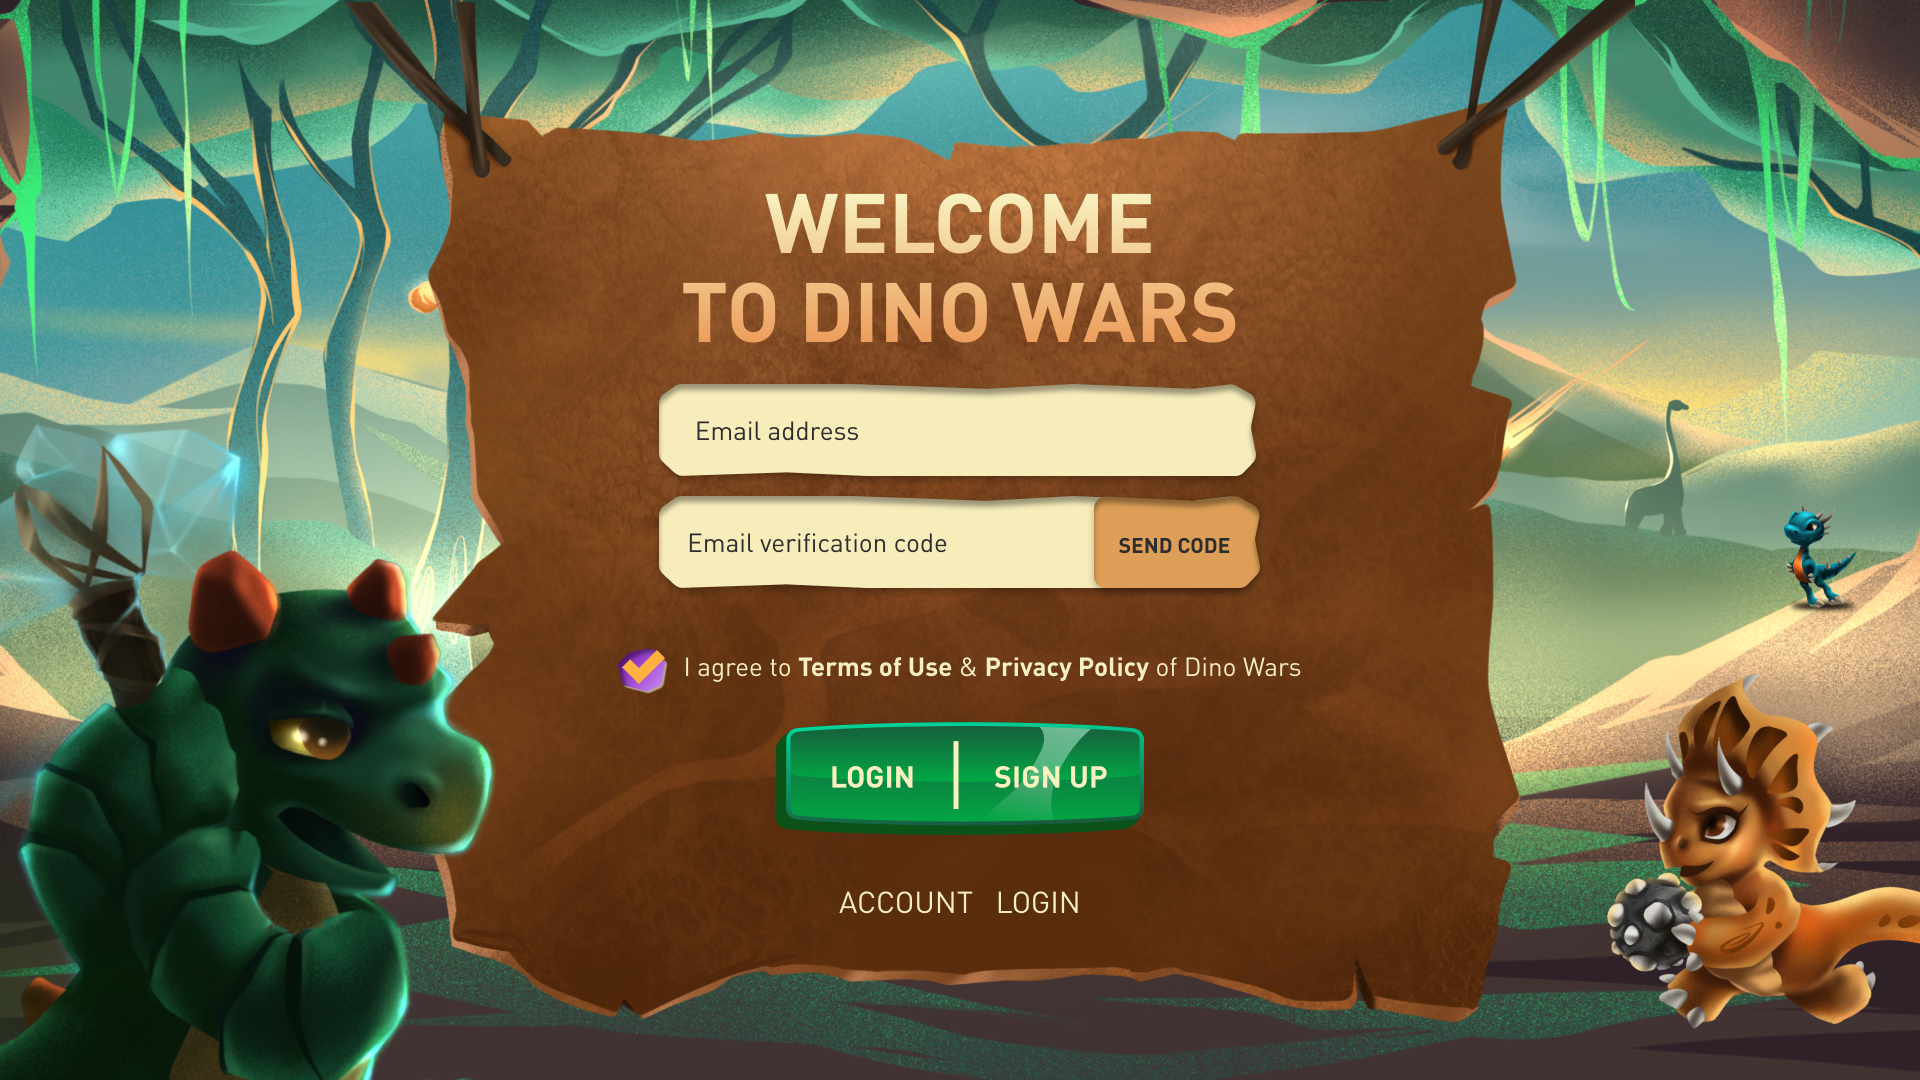 WELCOME
TO DINO WARS
Email address
Email verification code
SEND CODE
I agree to Terms of Use & Privacy Policy of Dino Wars
LOGIN | SIGN UP
ACCOUNT LOGIN